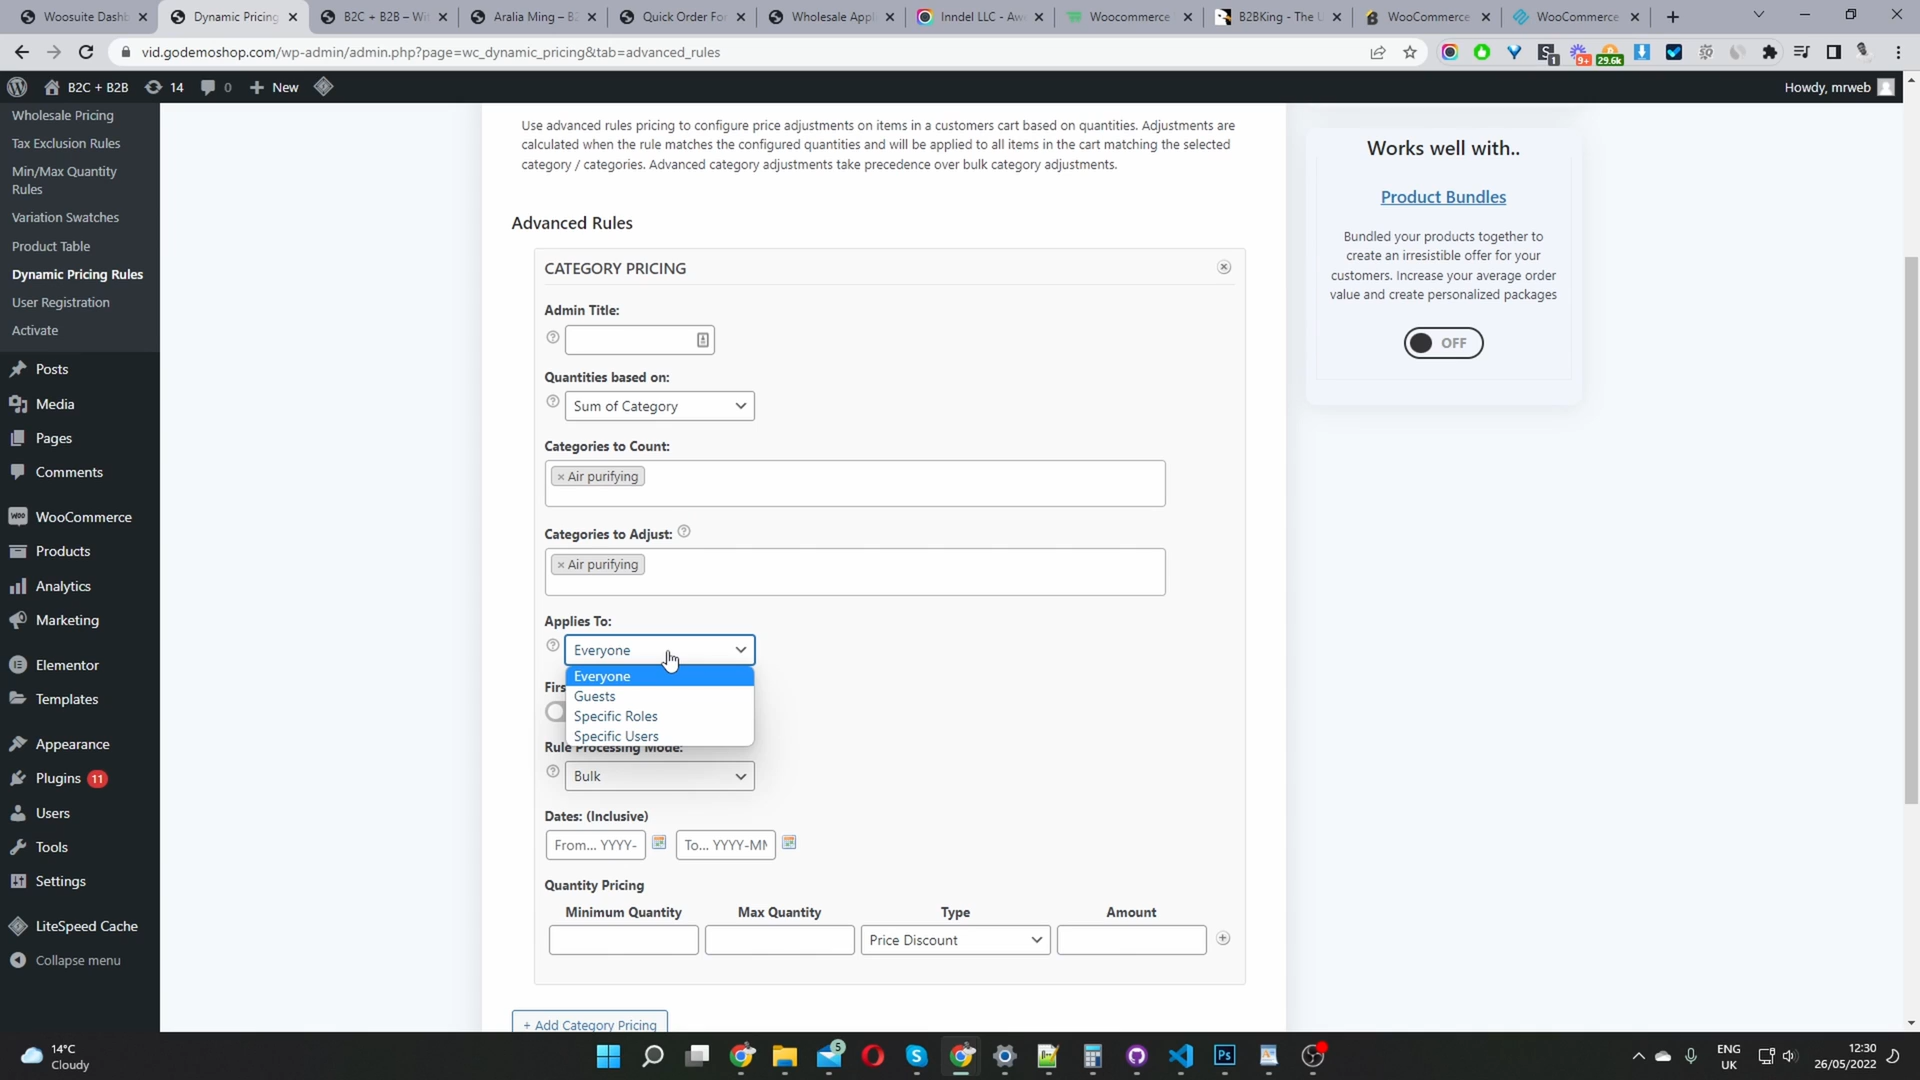 Woosuite Dashb
Dynamic Pricing
B2C + B2B – Wi
Aralia Ming – B2
Quick Order For
Wholesale Appl
Inndel LLC - Aw
Woocommerce
B2BKing - The U
WooCommerce
WooCommerce
vid.godemoshop.com/wp-admin/admin.php?page=wc_dynamic_pricing&tab=advanced_rules
1
9+
29.6k
B2C + B2B
14
0
New
Howdy, mrweb
Wholesale Pricing
Tax Exclusion Rules
Min/Max Quantity
Rules
Variation Swatches
Product Table
Dynamic Pricing Rules
User Registration
Activate
Posts
Media
Pages
Comments
WooCommerce
Products
Analytics
Marketing
Elementor
Templates
Appearance
Plugins 11
Users
Tools
Settings
LiteSpeed Cache
Collapse menu
Use advanced rules pricing to configure price adjustments on items in a customers cart based on quantities. Adjustments are
calculated when the rule matches the configured quantities and will be applied to all items in the cart matching the selected
category / categories. Advanced category adjustments take precedence over bulk category adjustments.
Advanced Rules
CATEGORY PRICING
Admin Title:
Quantities based on:
Sum of Category
Categories to Count:
× Air purifying
Categories to Adjust:
× Air purifying
Applies To:
Everyone
Everyone
Guests
Specific Roles
Specific Users
Firs
Rule Processing Mode:
Bulk
Dates: (Inclusive)
From... YYYY- To... YYYY-MM
Quantity Pricing
Minimum Quantity Max Quantity Type Amount
Price Discount
+ Add Category Pricing
Works well with..
Product Bundles
Bundled your products together to
create an irresistible offer for your
customers. Increase your average order
value and create personalized packages
OFF
14°C
Cloudy
5
Ps
ENG
UK
12:30
26/05/2022